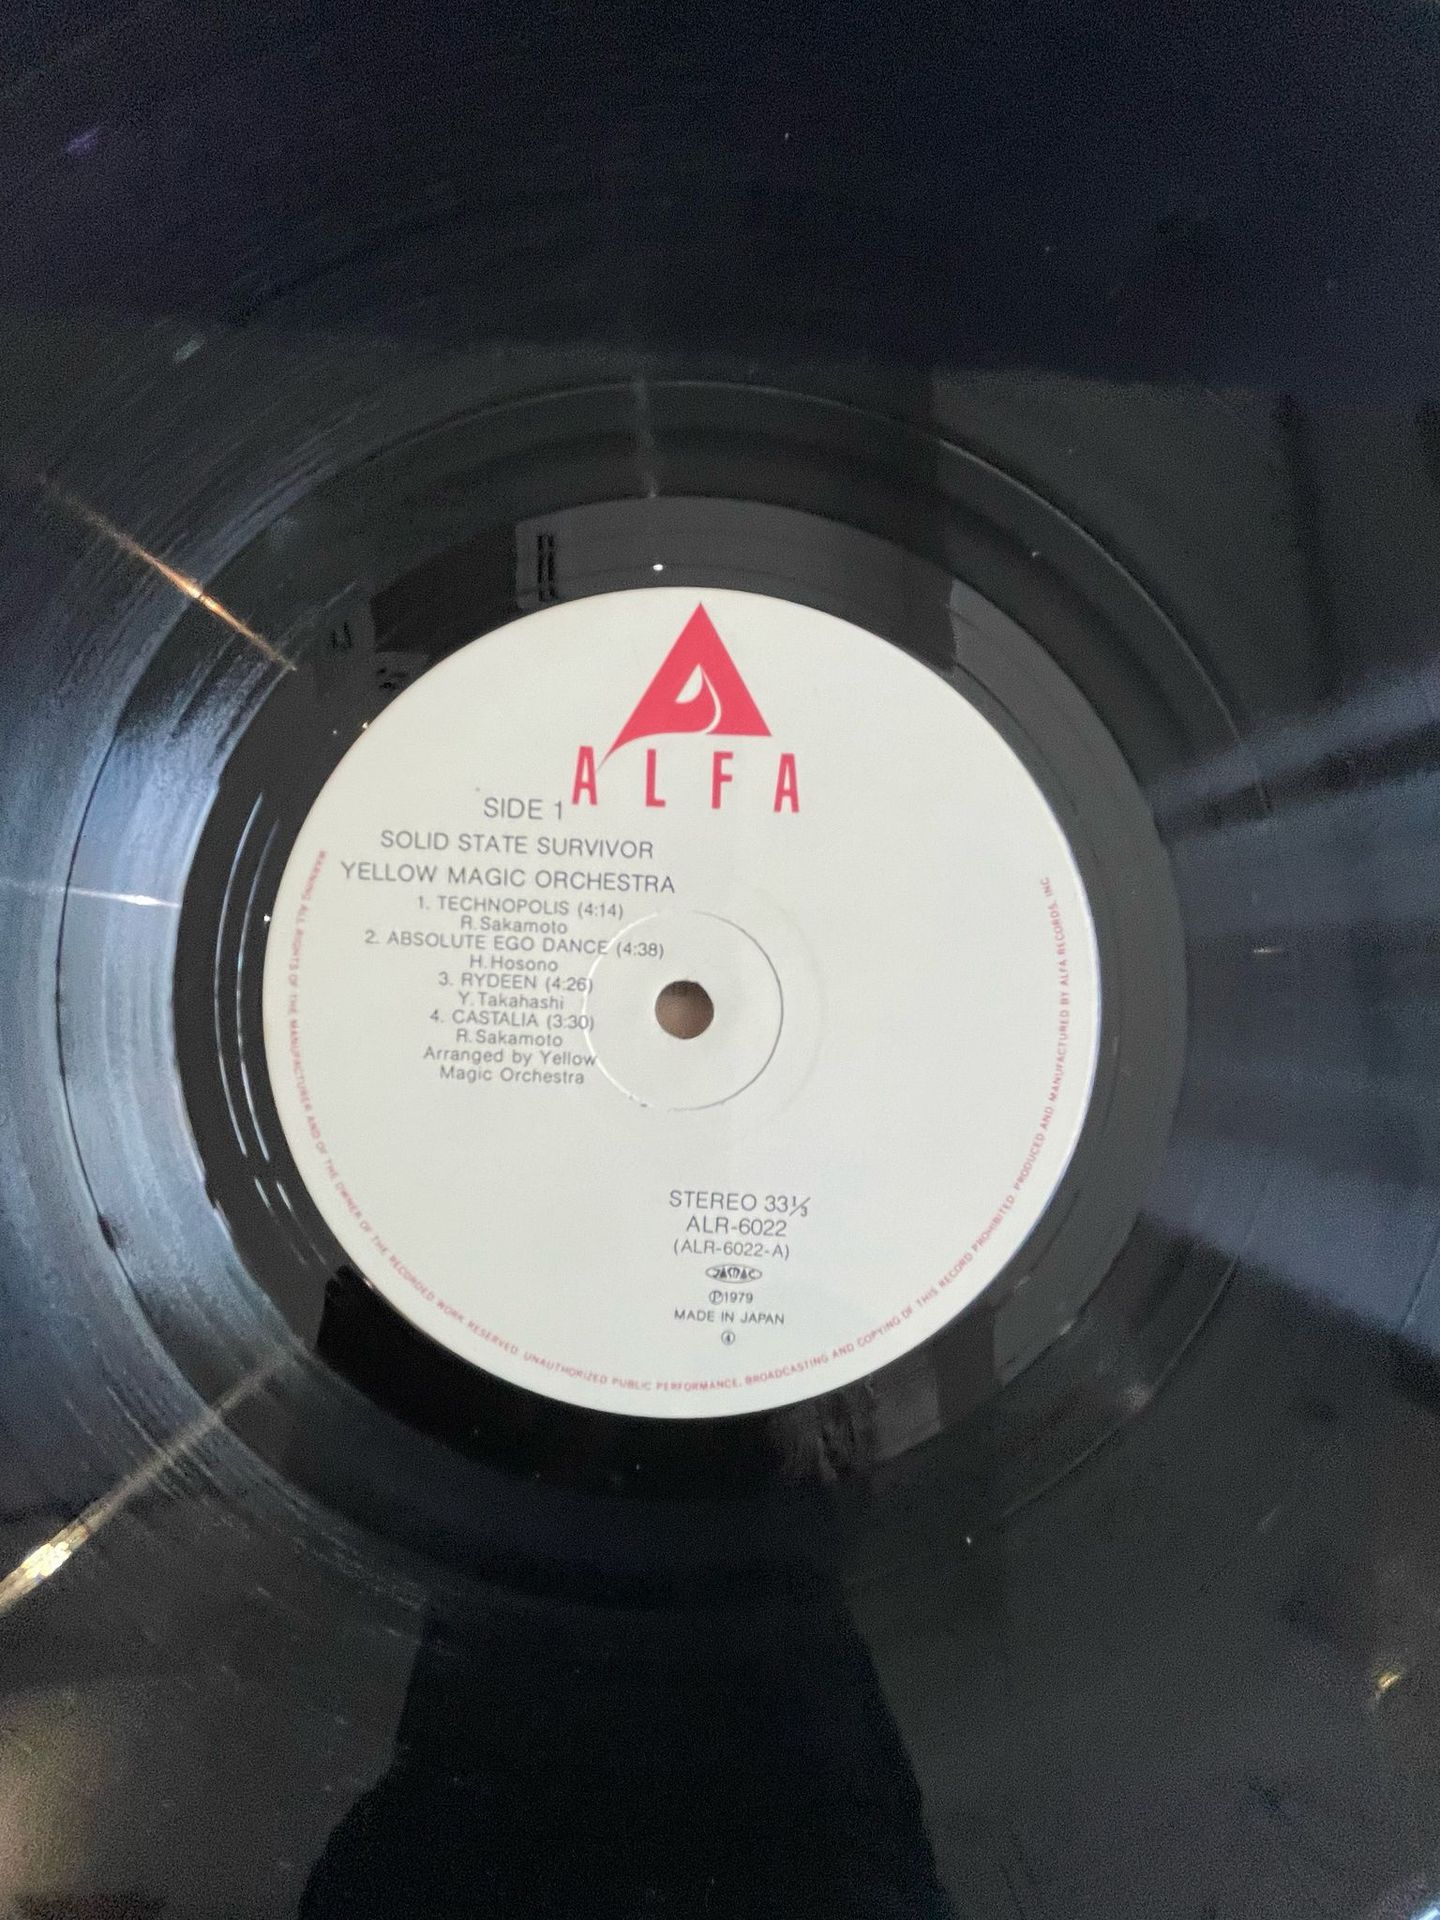 ALFA
SIDE 1
SOLID STATE SURVIVOR
YELLOW MAGIC ORCHESTRA
1. TECHNOPOLIS (4:14)
R.Sakamoto
2. ABSOLUTE EGO DANCE (4:38)
H.Hosono
3. RYDEEN (4:26)
Y.Takahashi
4. CASTALIA (3:30)
R.Sakamoto
Arranged by Yellow
Magic Orchestra
STEREO 33⅓
ALR-6022
(ALR-6022-A)
JASRAC
Ⓟ1979
MADE IN JAPAN
④
WARNING ALL RIGHTS OF THE MANUFACTURER AND OF THE OWNER OF THE RECORDED WORK RESERVED. UNAUTHORIZED PUBLIC PERFORMANCE, BROADCASTING AND COPYING OF THIS RECORD PROHIBITED. PRODUCED AND MANUFACTURED BY ALFA RECORDS, INC.